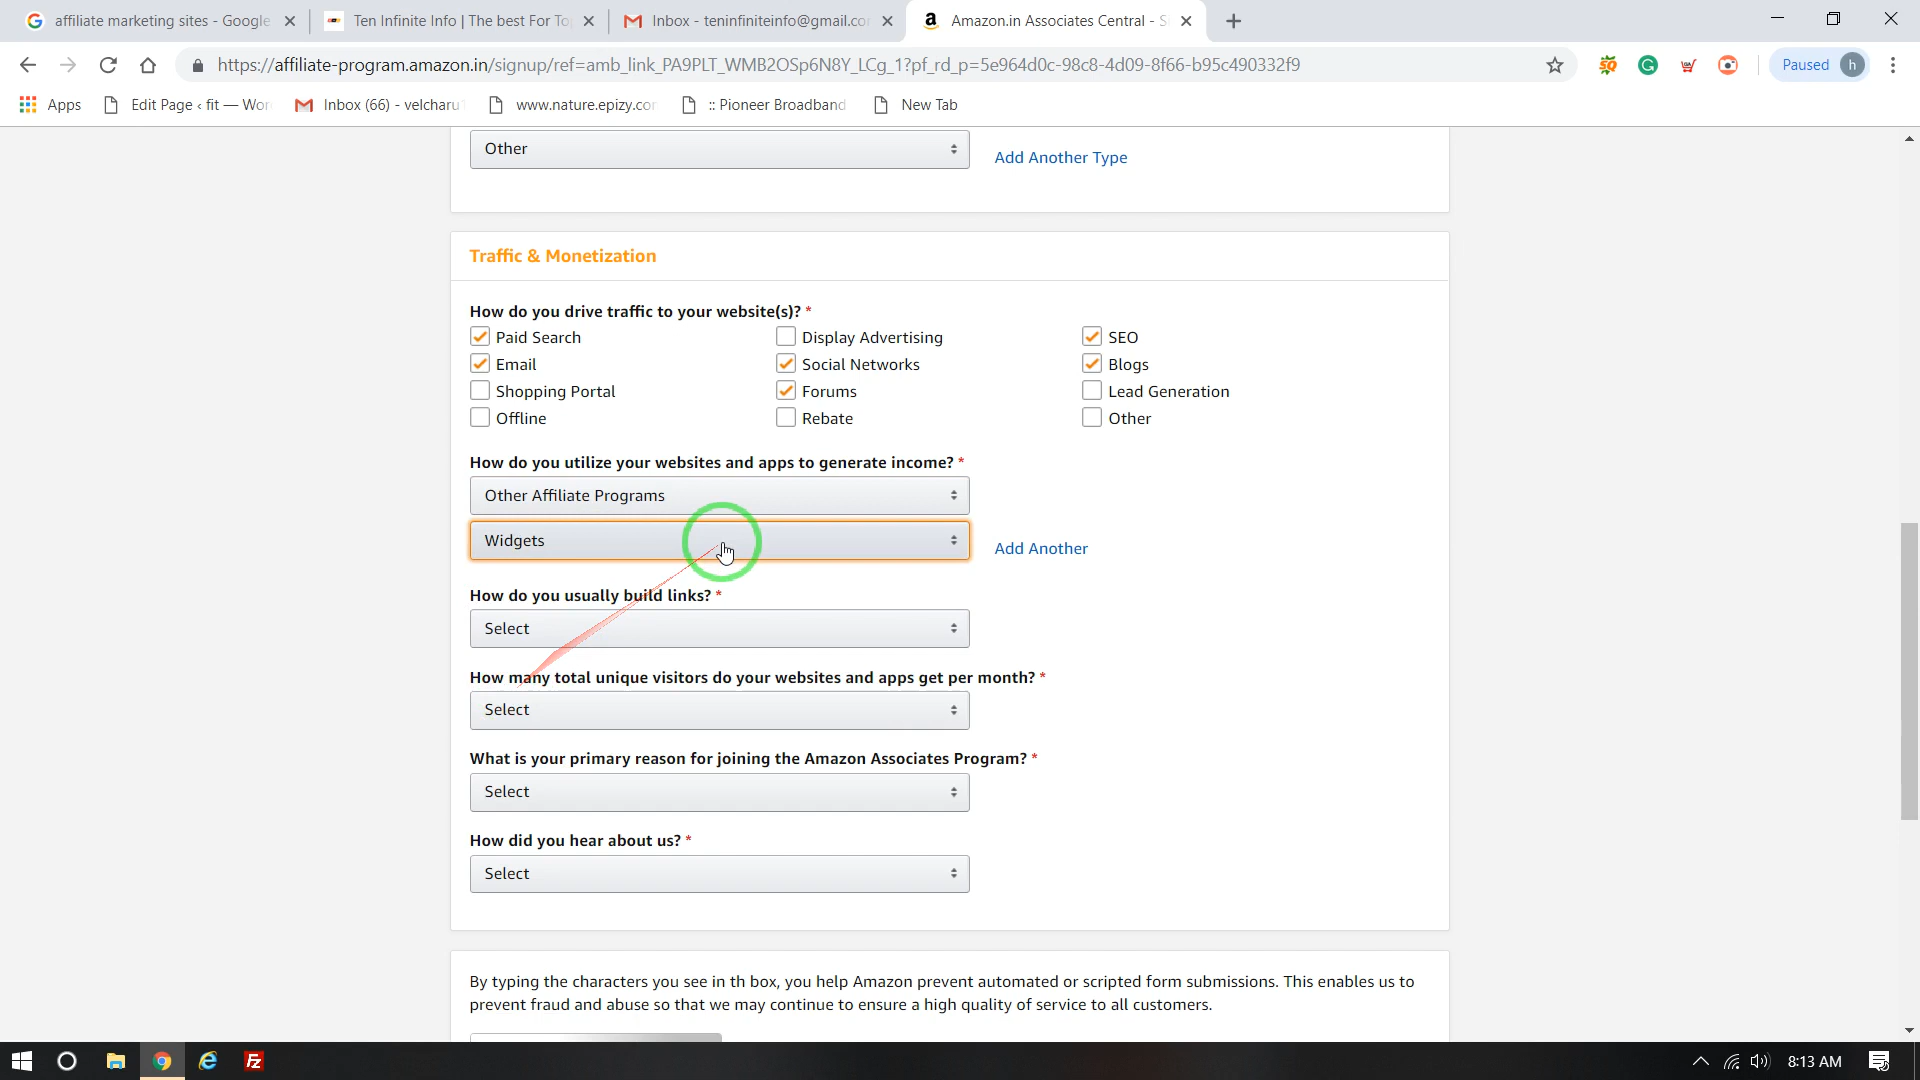 affiliate marketing sites - Google
Ten Infinite Info | The best For To
Inbox - teninfiniteinfo@gmail.co
Amazon.in Associates Central - S
https://affiliate-program.amazon.in/signup/ref=amb_link_PA9PLT_WMB2OSp6N8Y_LCg_1?pf_rd_p=5e964d0c-98c8-4d09-8f66-b95c490332f9
Paused h
Apps
Edit Page ‹ fit — Wor
Inbox (66) - velcharu
www.nature.epizy.co
:: Pioneer Broadband
New Tab
Other
Add Another Type
Traffic & Monetization
How do you drive traffic to your website(s)? *
Paid Search Display Advertising SEO
Email Social Networks Blogs
Shopping Portal Forums Lead Generation
Offline Rebate Other
How do you utilize your websites and apps to generate income? *
Other Affiliate Programs
Widgets
Add Another
How do you usually build links? *
Select
How many total unique visitors do your websites and apps get per month? *
Select
What is your primary reason for joining the Amazon Associates Program? *
Select
How did you hear about us? *
Select
By typing the characters you see in th box, you help Amazon prevent automated or scripted form submissions. This enables us to
prevent fraud and abuse so that we may continue to ensure a high quality of service to all customers.
8:13 AM